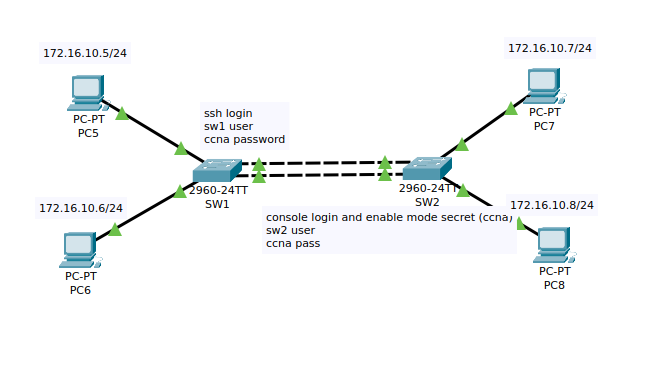 172.16.10.5/24
172.16.10.7/24
ssh login
sw1 user
ccna password
PC-PT
PC5
PC-PT
PC7
2960-24TT
SW1
2960-24TT
SW2
172.16.10.6/24
172.16.10.8/24
console login and enable mode secret (ccna)
sw2 user
ccna pass
PC-PT
PC6
PC-PT
PC8